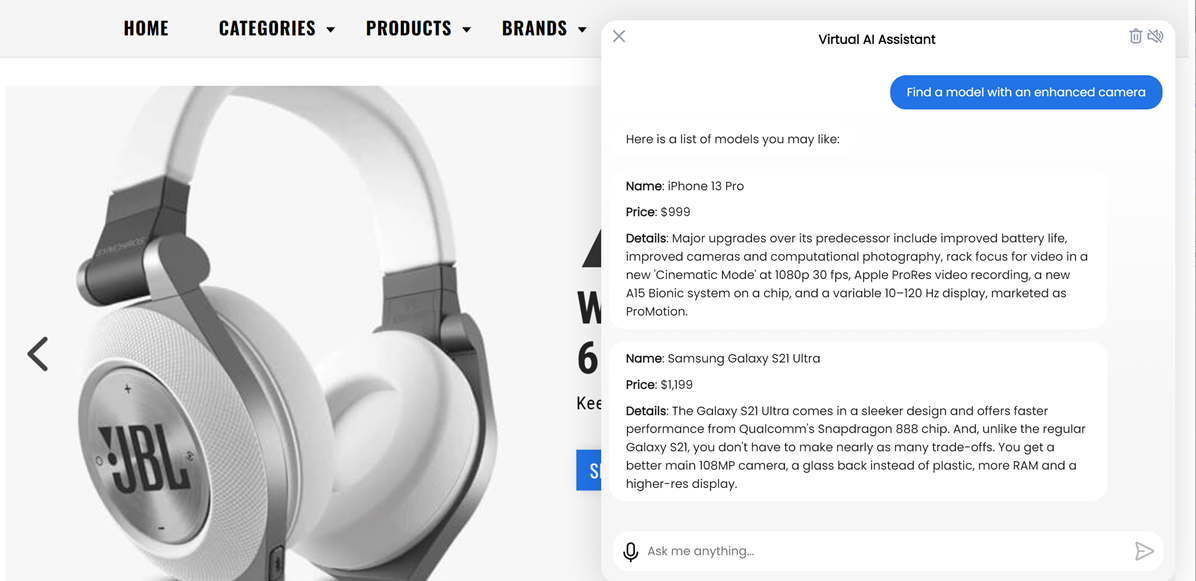 HOME CATEGORIES PRODUCTS BRANDS
Virtual AI Assistant
Find a model with an enhanced camera
Here is a list of models you may like:
Name: iPhone 13 Pro
Price: $999
Details: Major upgrades over its predecessor include improved battery life,
improved cameras and computational photography, rack focus for video in a
new 'Cinematic Mode' at 1080p 30 fps, Apple ProRes video recording, a new
A15 Bionic system on a chip, and a variable 10–120 Hz display, marketed as
ProMotion.
Name: Samsung Galaxy S21 Ultra
Price: $1,199
Details: The Galaxy S21 Ultra comes in a sleeker design and offers faster
performance from Qualcomm's Snapdragon 888 chip. And, unlike the regular
Galaxy S21, you don't have to make nearly as many trade-offs. You get a
better main 108MP camera, a glass back instead of plastic, more RAM and a
higher-res display.
Ask me anything...
JBL
6